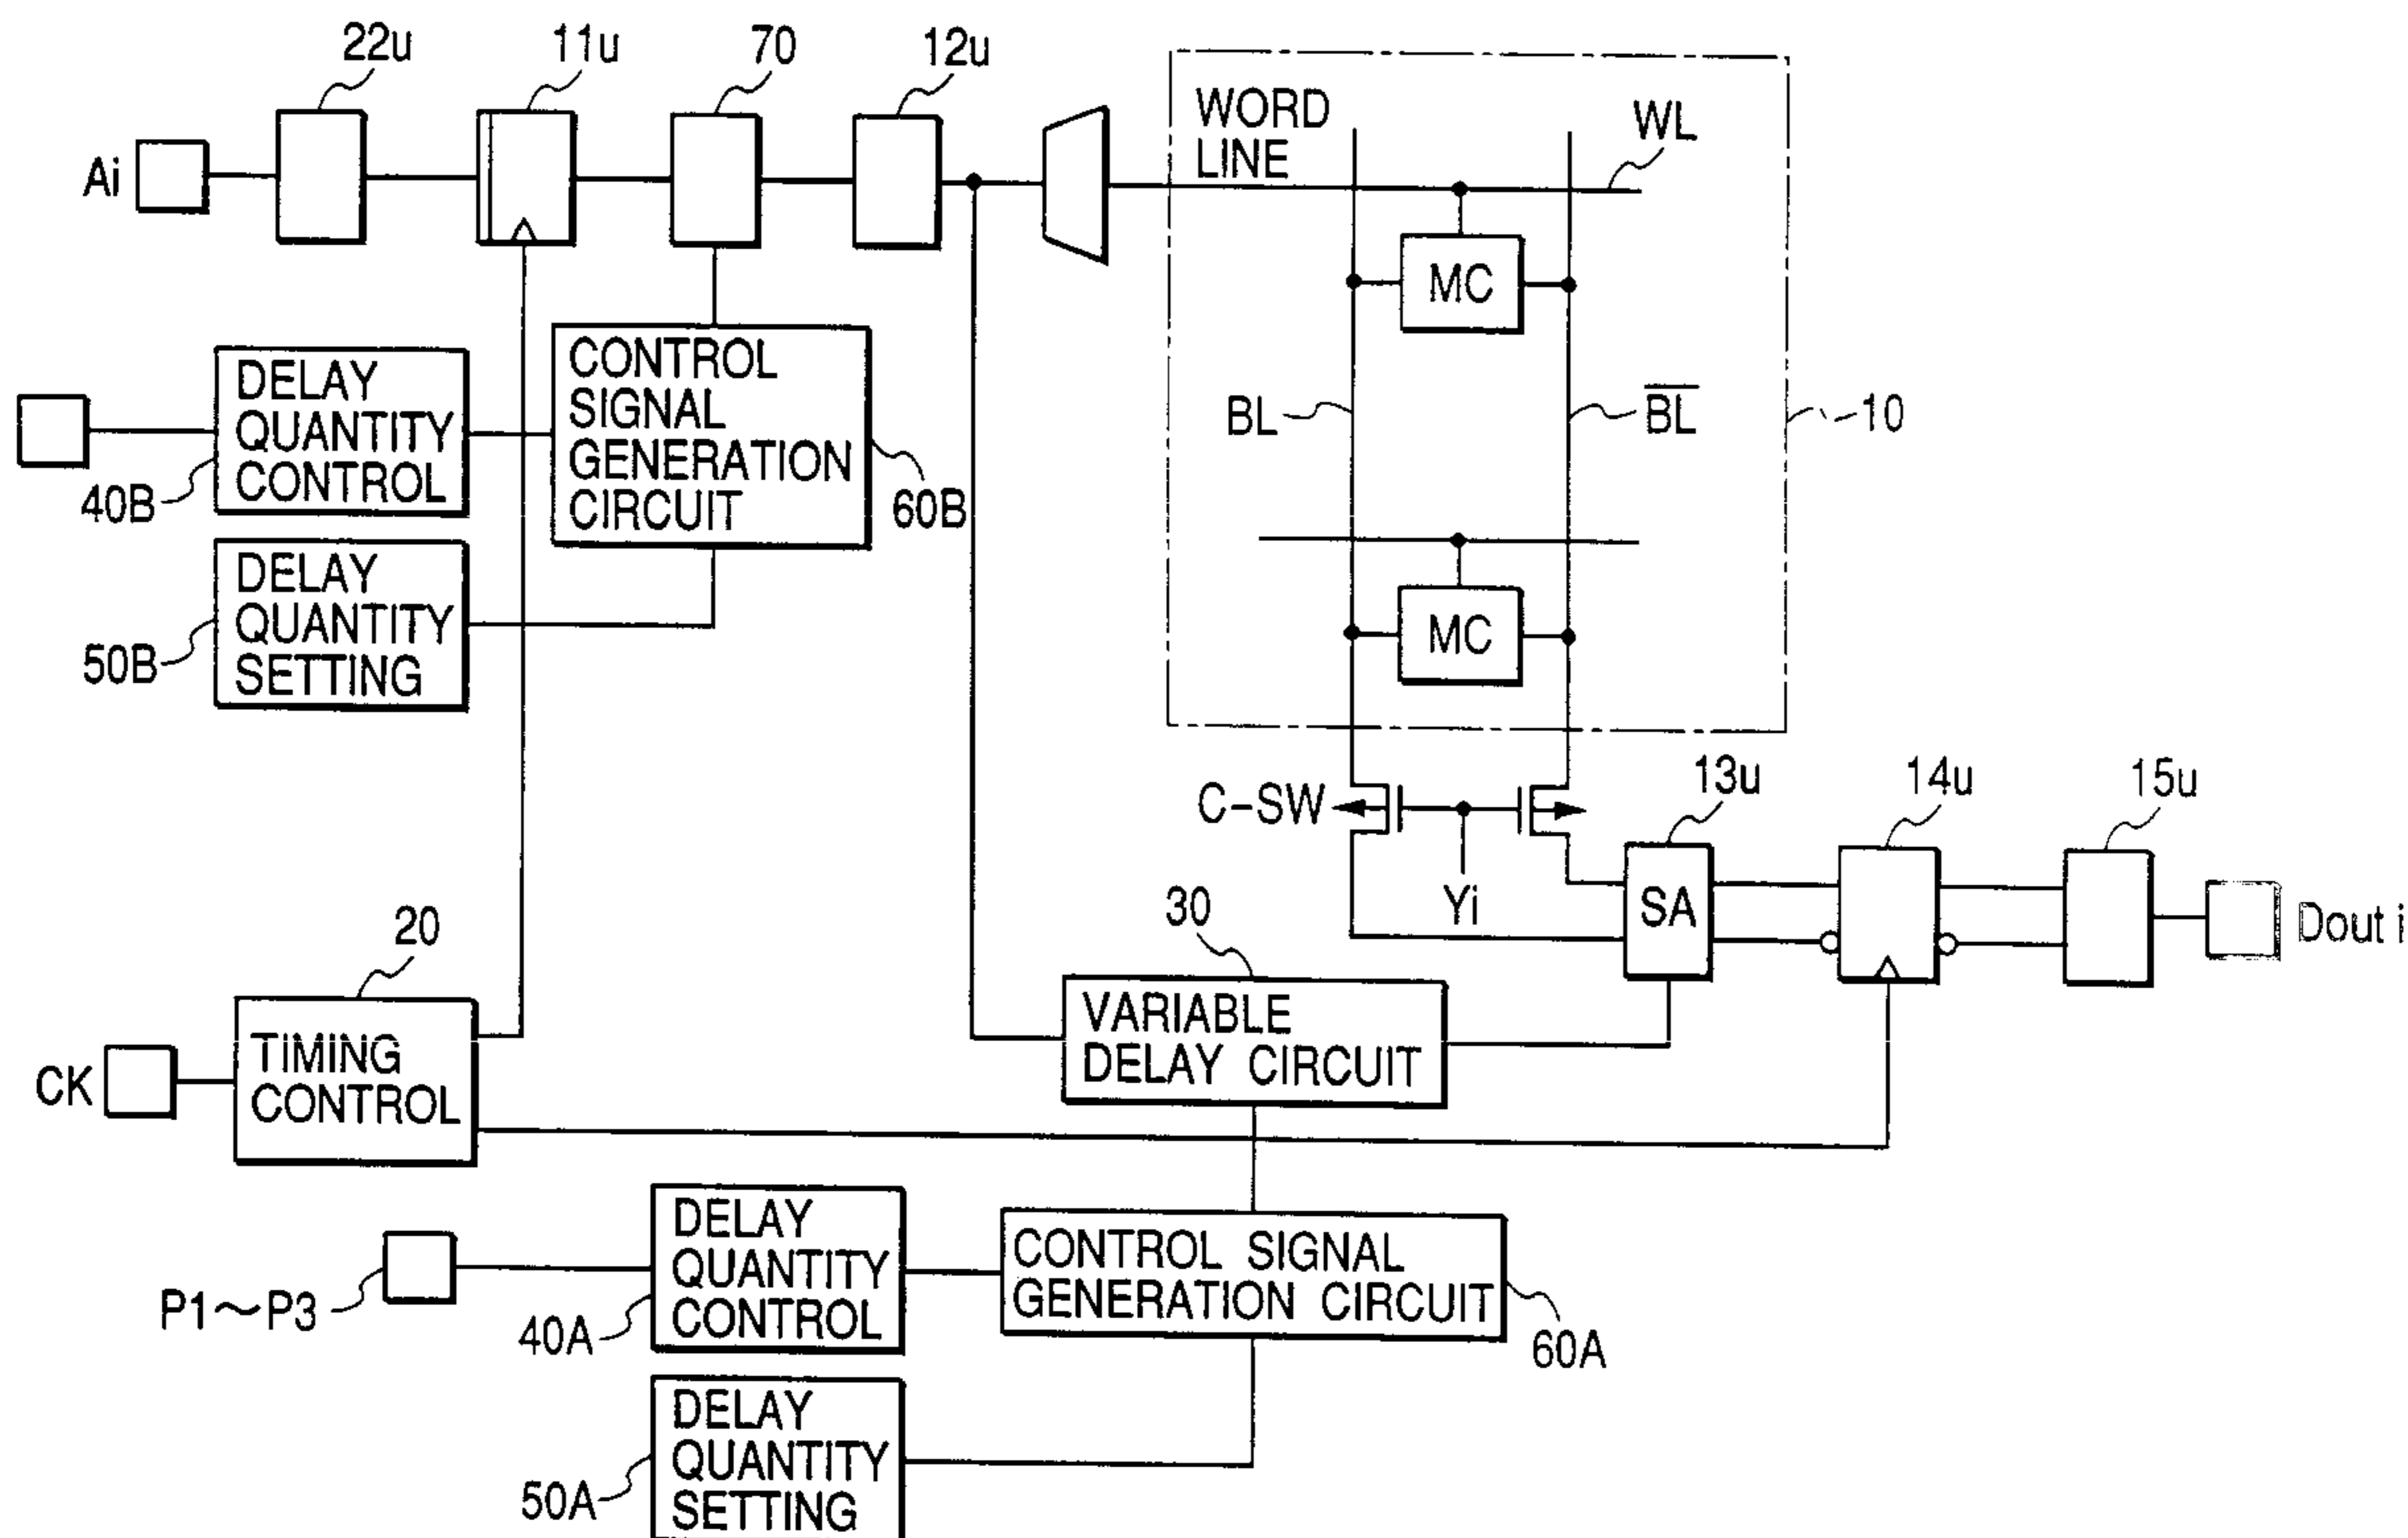 22u
11u
70
12u
WORD
LINE
WL
Ai
MC
DELAY
QUANTITY
CONTROL
40B
CONTROL
SIGNAL
GENERATION
CIRCUIT
60B
BL
B̅L̅
10
DELAY
QUANTITY
SETTING
50B
MC
C-SW
Yi
13u
14u
15u
SA
Dout i
20
30
TIMING
CONTROL
CK
VARIABLE
DELAY CIRCUIT
P1~P3
DELAY
QUANTITY
CONTROL
40A
CONTROL SIGNAL
GENERATION CIRCUIT
60A
DELAY
QUANTITY
SETTING
50A